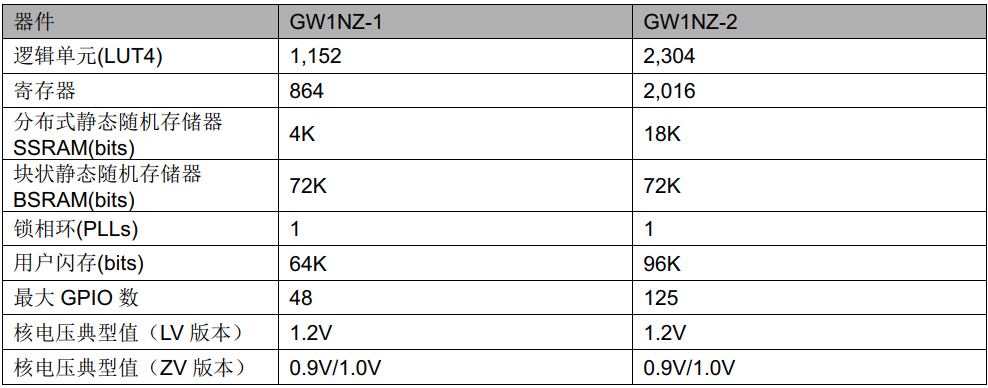 器件 GW1NZ-1 GW1NZ-2
逻辑单元(LUT4) 1,152 2,304
寄存器 864 2,016
分布式静态随机存储器
SSRAM(bits) 4K 18K
块状静态随机存储器
BSRAM(bits) 72K 72K
锁相环(PLLs) 1 1
用户闪存(bits) 64K 96K
最大 GPIO 数 48 125
核电压典型值（LV 版本） 1.2V 1.2V
核电压典型值（ZV 版本） 0.9V/1.0V 0.9V/1.0V